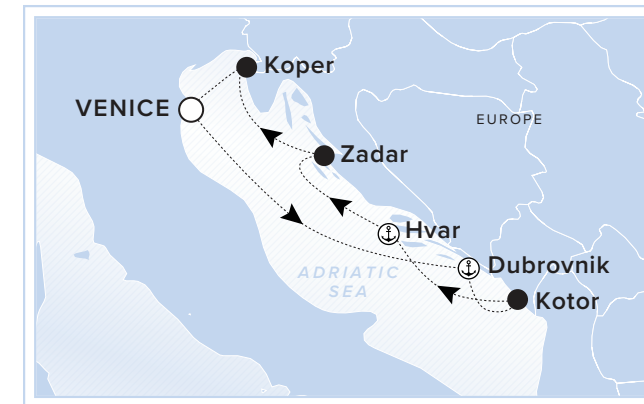 Koper
VENICE
EUROPE
Zadar
Hvar
ADRIATIC
SEA
Dubrovnik
Kotor